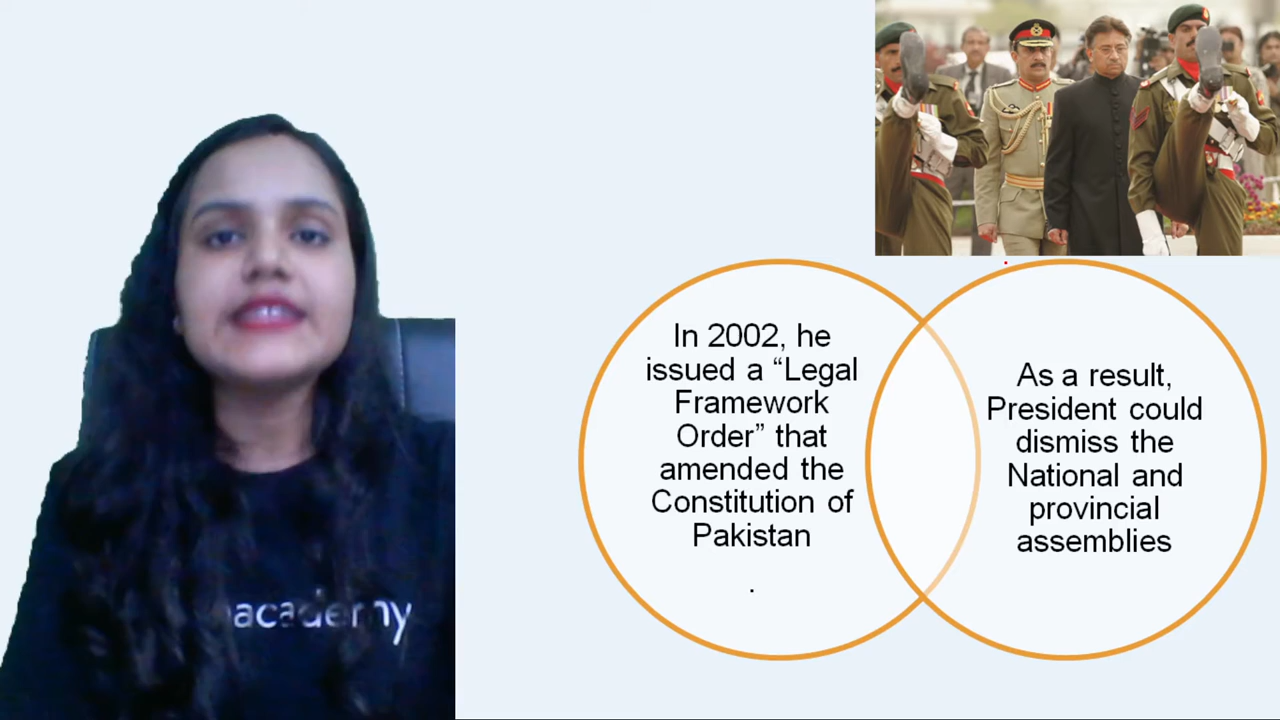 In 2002, he
issued a “Legal
Framework
Order” that
amended the
Constitution of
Pakistan
.
As a result,
President could
dismiss the
National and
provincial
assemblies